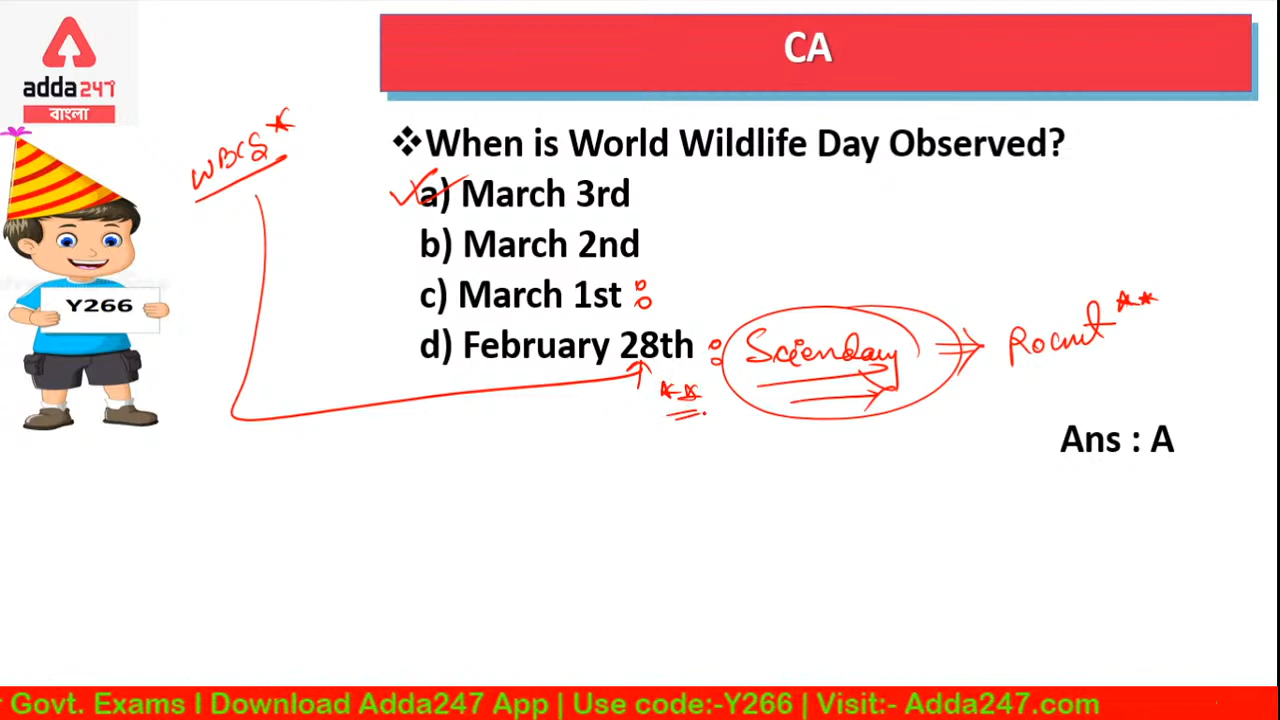 adda247
বাংলা
CA
WBCS*
❖When is World Wildlife Day Observed?
a) March 3rd
b) March 2nd
c) March 1st
d) February 28th : Scienday
Y266
Ans : A
r Govt. Exams I Download Adda247 App | Use code:-Y266 | Visit:- Adda247.com